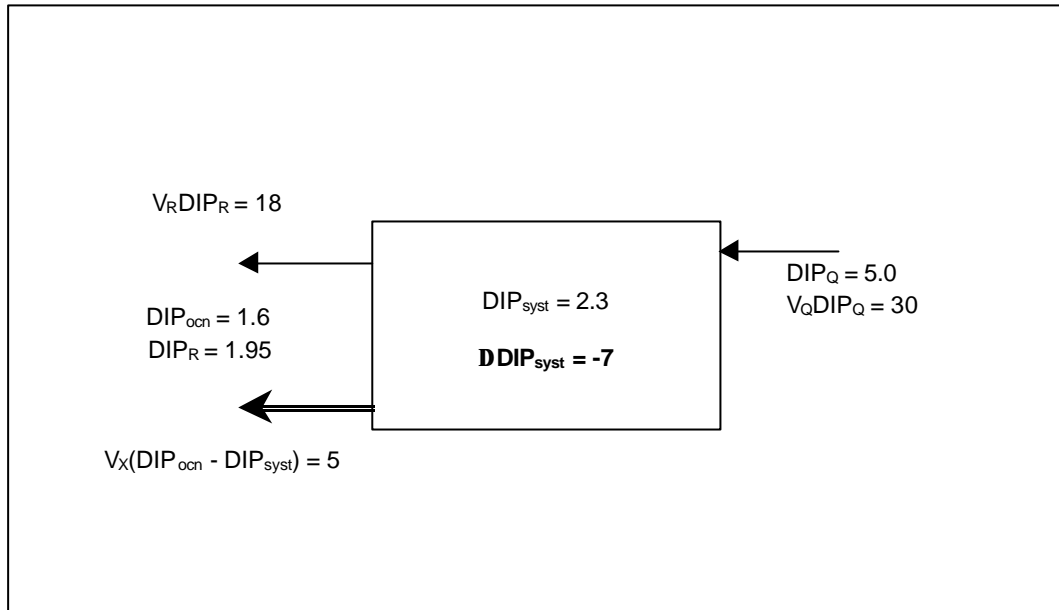 V_RDIP_R = 18
DIP_ocn = 1.6
DIP_R = 1.95
V_X(DIP_ocn - DIP_syst) = 5
DIP_syst = 2.3
DDIP_syst = -7
DIP_Q = 5.0
V_QDIP_Q = 30